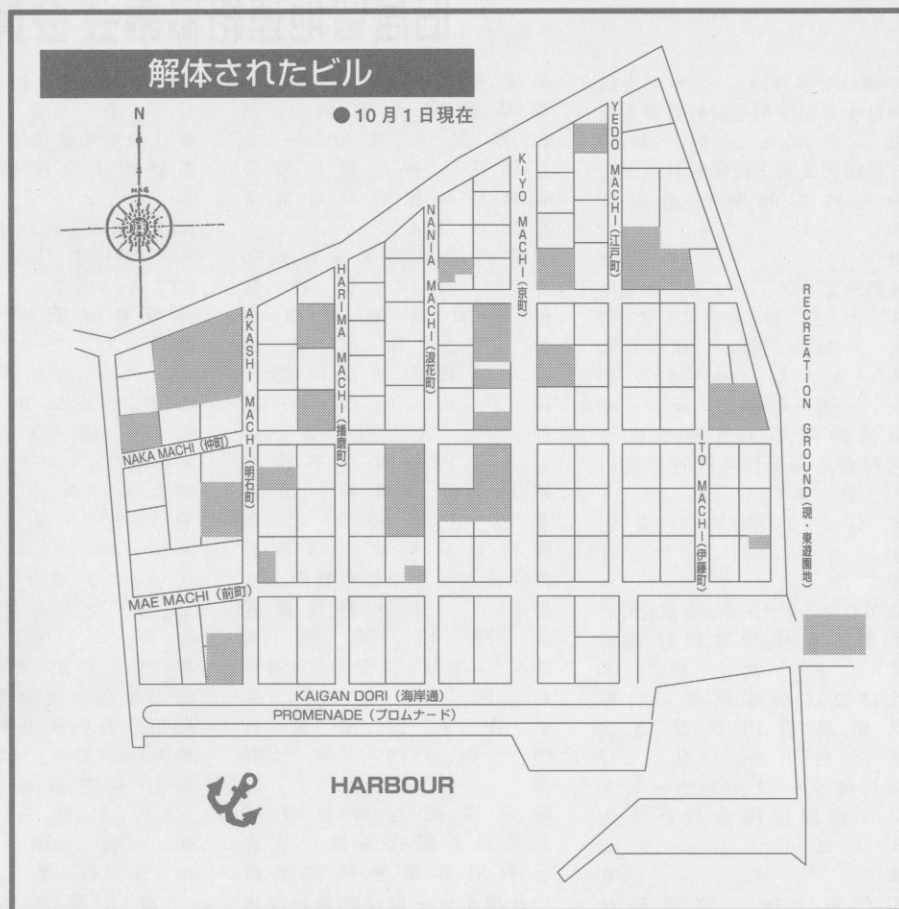 解体されたビル
●10月1日現在
N
YEDO MACHI(江戸町)
KIYO MACHI(京町)
NANIA MACHI(浪花町)
HARIMA MACHI(播磨町)
AKASHI MACHI(明石町)
RECREATION GROUND(現・東遊園地)
NAKA MACHI(仲町)
ITO MACHI(伊藤町)
MAE MACHI(前町)
KAIGAN DORI(海岸通)
PROMENADE(プロムナード)
HARBOUR